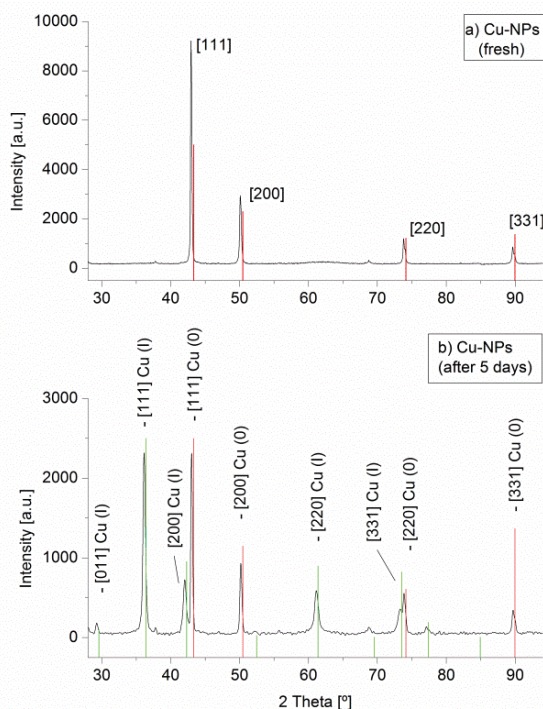 a) Cu-NPs
(fresh)
Intensity [a.u.]
10000
8000
6000
4000
2000
0
[111]
[200]
[220]
[331]
30 40 50 60 70 80 90
b) Cu-NPs
(after 5 days)
Intensity [a.u.]
3000
2000
1000
0
- [011] Cu (I)
- [111] Cu (I)
[200] Cu (I)
- [111] Cu (0)
- [200] Cu (0)
- [220] Cu (I)
[331] Cu (I)
- [220] Cu (0)
- [331] Cu (0)
30 40 50 60 70 80 90
2 Theta [º]